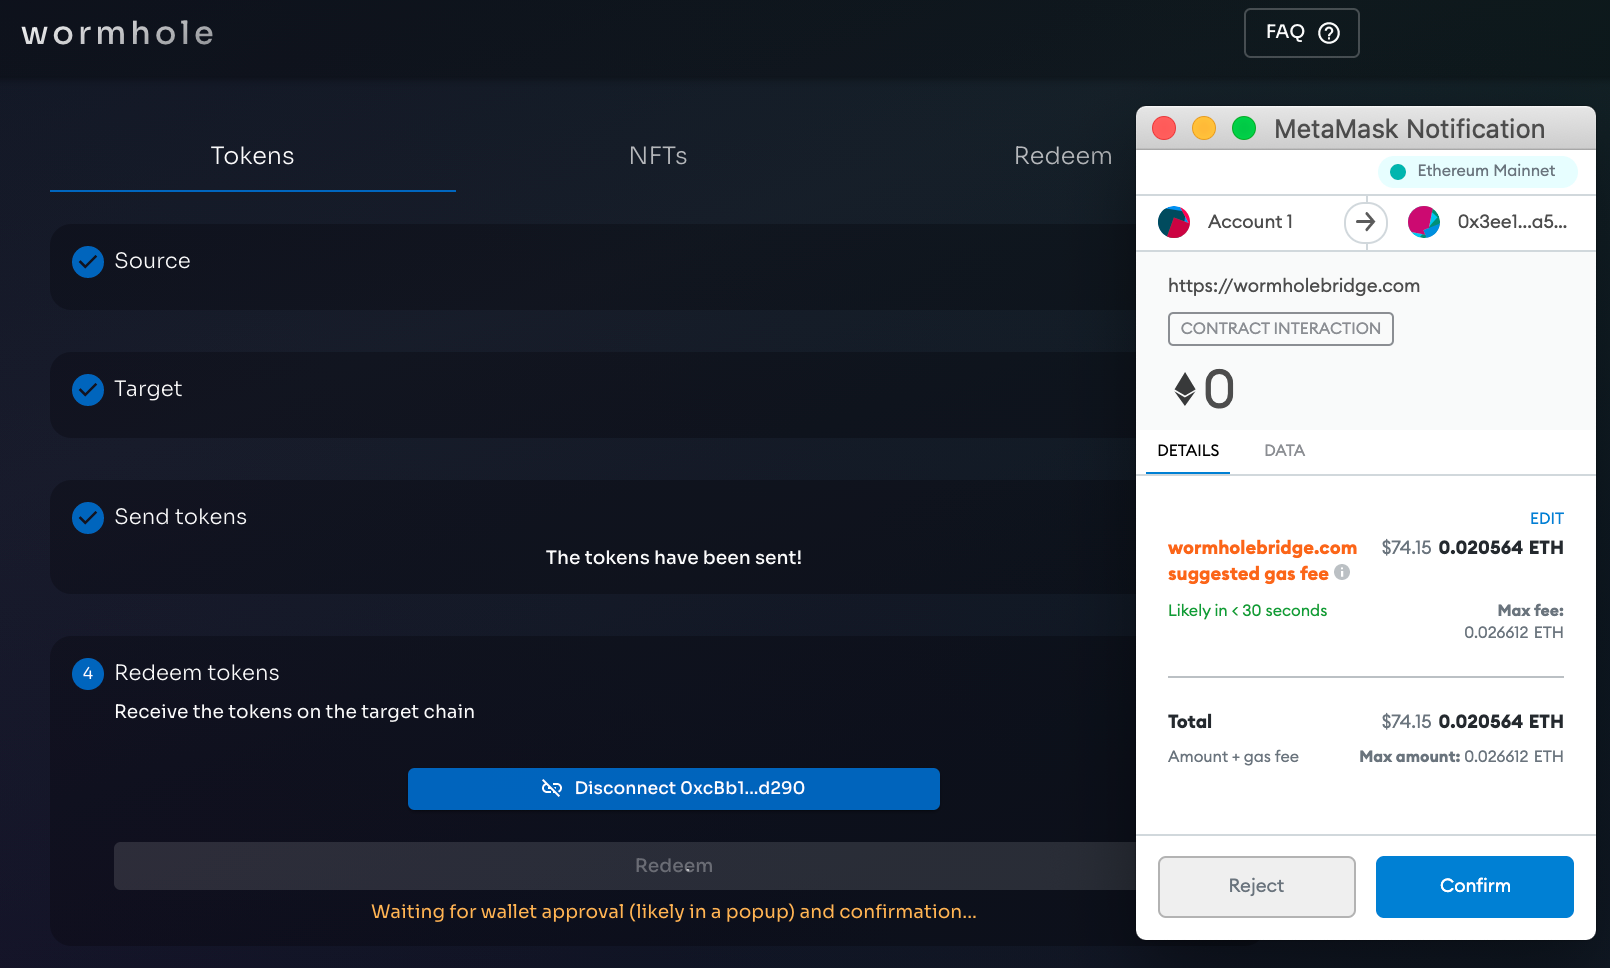 wormhole
FAQ
Tokens
NFTs
Redeem
Source
Target
Send tokens
The tokens have been sent!
4
Redeem tokens
Receive the tokens on the target chain
Disconnect 0xcBb1...d290
Redeem
Waiting for wallet approval (likely in a popup) and confirmation...
MetaMask Notification
Ethereum Mainnet
Account 1
0x3ee1...a5...
https://wormholebridge.com
CONTRACT INTERACTION
0
DETAILS
DATA
EDIT
wormholebridge.com $74.15 0.020564 ETH
suggested gas fee
Likely in < 30 seconds
Max fee:
0.026612 ETH
Total $74.15 0.020564 ETH
Amount + gas fee Max amount: 0.026612 ETH
Reject
Confirm